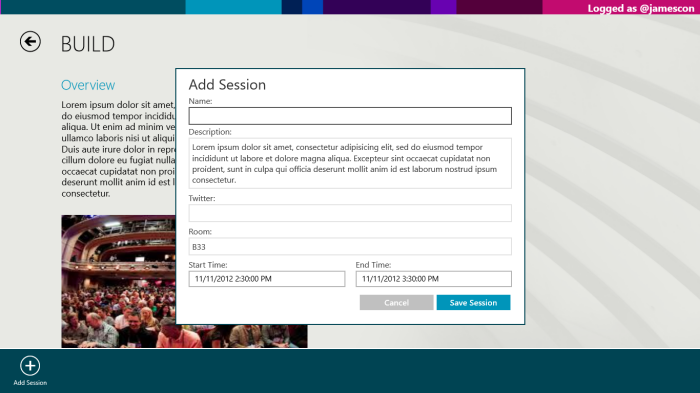 Logged as @jamescon
BUILD
Overview
Lorem ipsum dolor sit amet,
do eiusmod tempor incididu
aliqua. Ut enim ad minim ve
ullamco laboris nisi ut aliqui
Duis aute irure dolor in repre
cillum dolore eu fugiat nulla
occaecat cupidatat non proi
deserunt mollit anim id est l
consectetur.
Add Session
Name:
Description:
Lorem ipsum dolor sit amet, consectetur adipisicing elit, sed do eiusmod tempor
incididunt ut labore et dolore magna aliqua. Excepteur sint occaecat cupidatat non
proident, sunt in culpa qui officia deserunt mollit anim id est laborum nostrud ipsum
consectetur.
Twitter:
Room:
B33
Start Time: End Time:
11/11/2012 2:30:00 PM 11/11/2012 3:30:00 PM
Cancel Save Session
Add Session